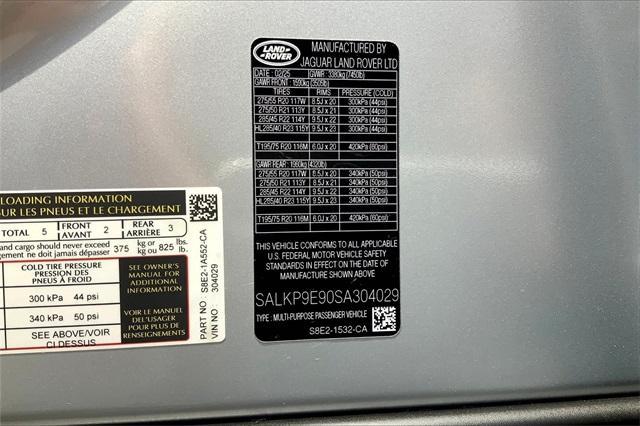 LAND ROVER
MANUFACTURED BY
JAGUAR LAND ROVER LTD
DATE : 02/25 GVWR : 3380kg (7450lb)
GAWR FRONT : 1590kg (3505lb)
TIRES RIMS PRESSURE (COLD)
275/55 R20 117W 8.5J x 20 300kPa (44psi)
275/50 R21 113Y 8.5J x 21 300kPa (44psi)
285/45 R22 114Y 9.5J x 22 300kPa (44psi)
HL285/40 R23 115Y 9.5J x 23 300kPa (44psi)
T195/75 R20 116M 6.0J x 20 420kPa (60psi)
GAWR REAR : 1960kg (4320lb)
275/55 R20 117W 8.5J x 20 340kPa (50psi)
275/50 R21 113Y 8.5J x 21 340kPa (50psi)
285/45 R22 114Y 9.5J x 22 340kPa (50psi)
HL285/40 R23 115Y 9.5J x 23 340kPa (50psi)
T195/75 R20 116M 6.0J x 20 420kPa (60psi)
THIS VEHICLE CONFORMS TO ALL APPLICABLE
U.S. FEDERAL MOTOR VEHICLE SAFETY
STANDARDS IN EFFECT ON THE DATE OF
MANUFACTURE SHOWN ABOVE.
SALKP9E90SA304029
TYPE : MULTI-PURPOSE PASSENGER VEHICLE
S8E2-1532-CA
LOADING INFORMATION
SUR LES PNEUS ET LE CHARGEMENT
TOTAL 5 FRONT AVANT 2 REAR ARRIÈRE 3
and cargo should never exceed 375 kg or 825 lbs.
gement ne doit jamais dépasser kg ou lb.
COLD TIRE PRESSURE
PRESSION DES
PNEUS À FROID
300 kPa 44 psi
340 kPa 50 psi
SEE ABOVE/VOIR
CI DESSUS
SEE OWNER'S
MANUAL FOR
ADDITIONAL
INFORMATION
VOIR LE MANUEL
DE L'USAGER
POUR PLUS DE
RENSEIGNEMENTS
PART NO : S8E2-1A552-CA
VIN NO : 304029